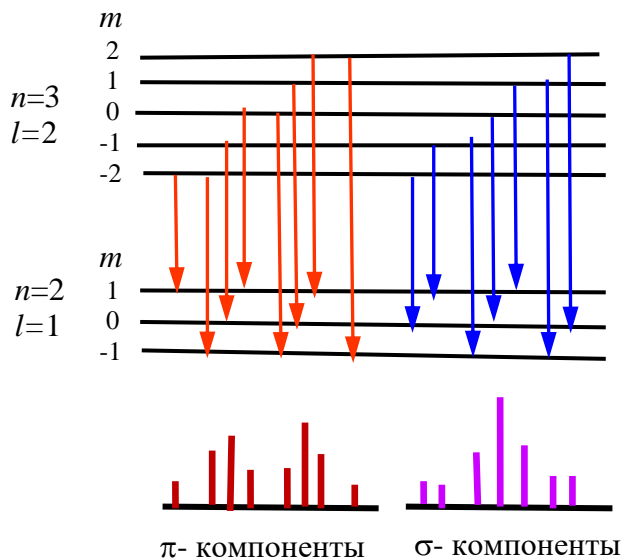 m
2
1
n=3
0
l=2
-1
-2
m
n=2
1
l=1
0
-1
π- компоненты
σ- компоненты